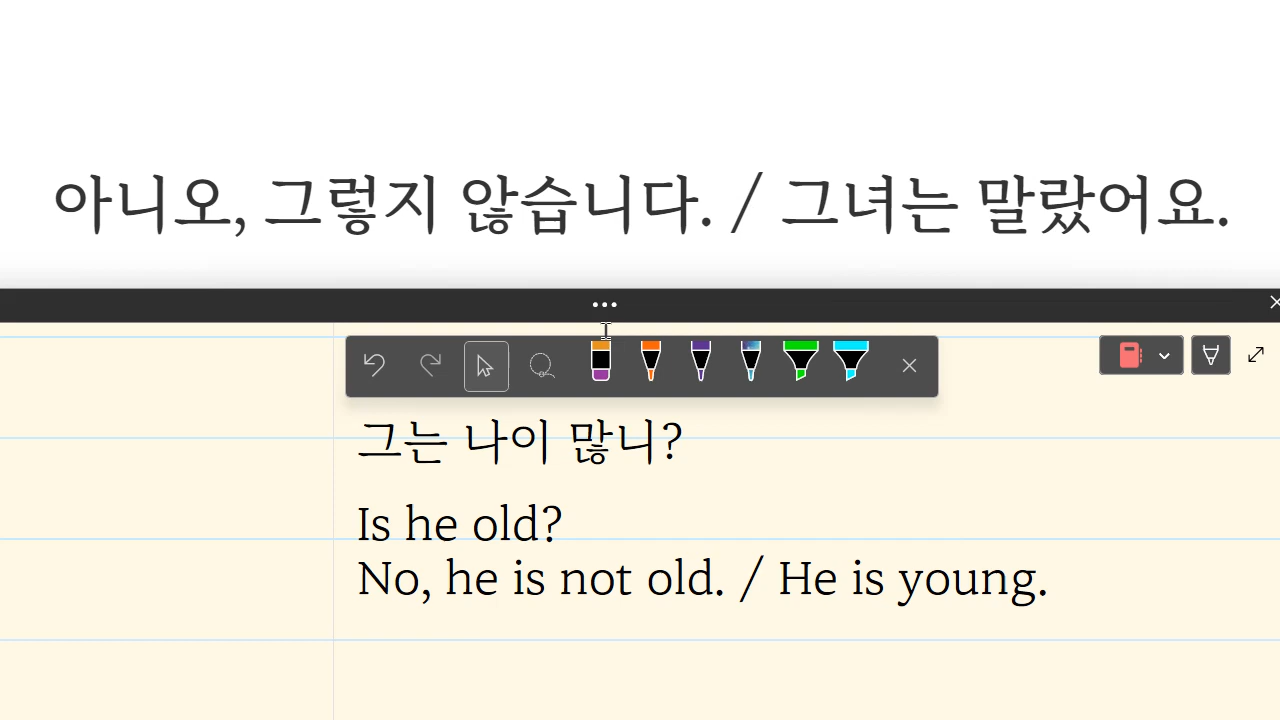 아니오, 그렇지 않습니다. / 그녀는 말랐어요.
그는 나이 많니?
Is he old?
No, he is not old. / He is young.